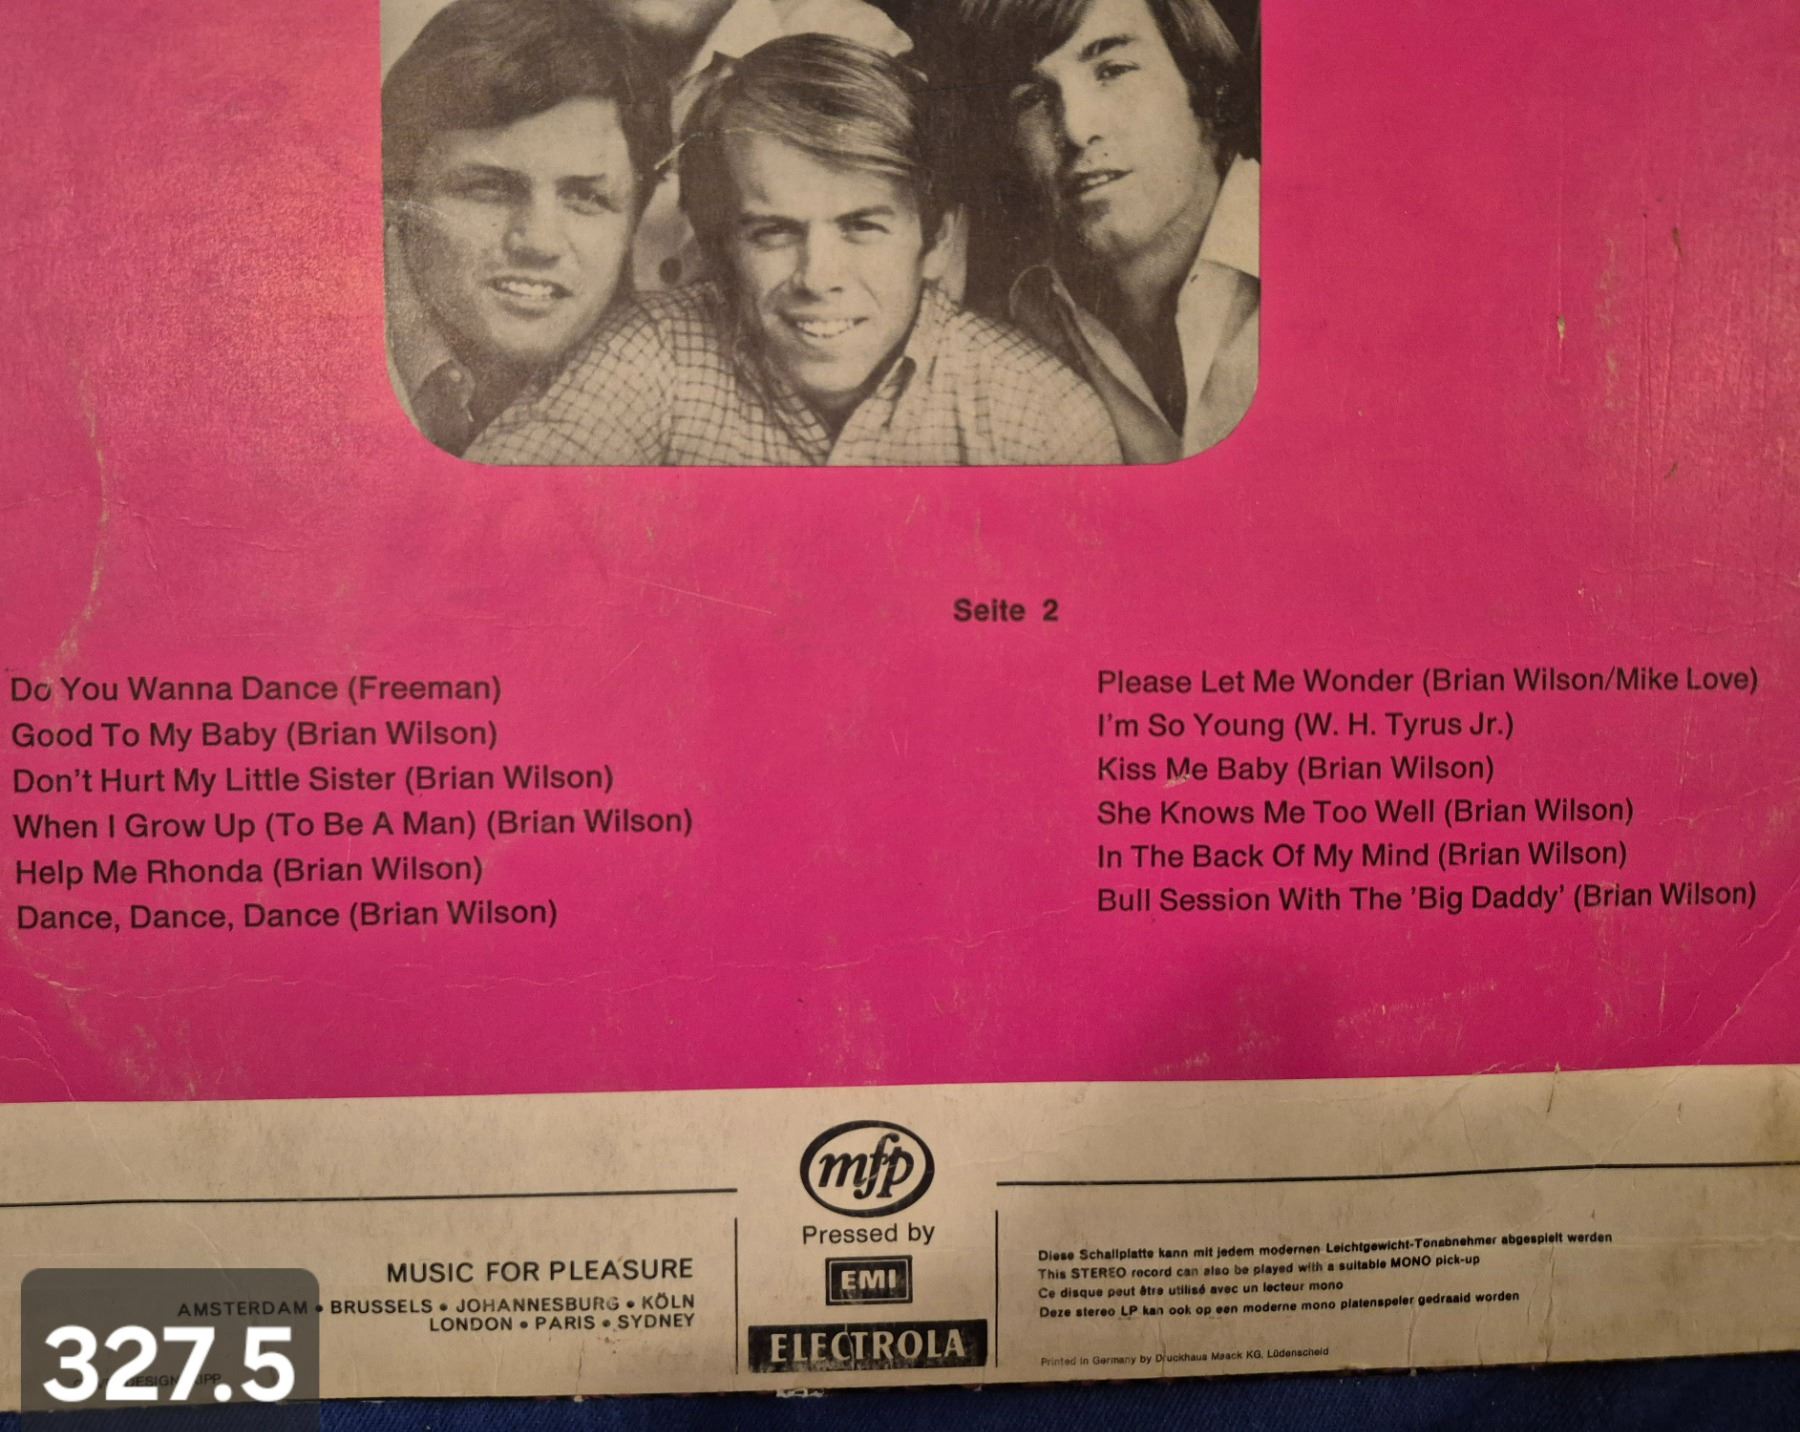 Seite 2
Do You Wanna Dance (Freeman)
Good To My Baby (Brian Wilson)
Don't Hurt My Little Sister (Brian Wilson)
When I Grow Up (To Be A Man) (Brian Wilson)
Help Me Rhonda (Brian Wilson)
Dance, Dance, Dance (Brian Wilson)
Please Let Me Wonder (Brian Wilson/Mike Love)
I'm So Young (W. H. Tyrus Jr.)
Kiss Me Baby (Brian Wilson)
She Knows Me Too Well (Brian Wilson)
In The Back Of My Mind (Brian Wilson)
Bull Session With The 'Big Daddy' (Brian Wilson)
mfp
Pressed by
EMI
ELECTROLA
MUSIC FOR PLEASURE
AMSTERDAM • BRUSSELS • JOHANNESBURG • KÖLN
LONDON • PARIS • SYDNEY
Diese Schallplatte kann mit jedem modernen Leichtgewicht-Tonabnehmer abgespielt werden
This STEREO record can also be played with a suitable MONO pick-up
Ce disque peut être utilisé avec un lecteur mono
Deze stereo LP kan ook op een moderne mono platenspeler gedraaid worden
Printed in Germany by Druckhaus Maack KG. Lüdenscheid
327.5